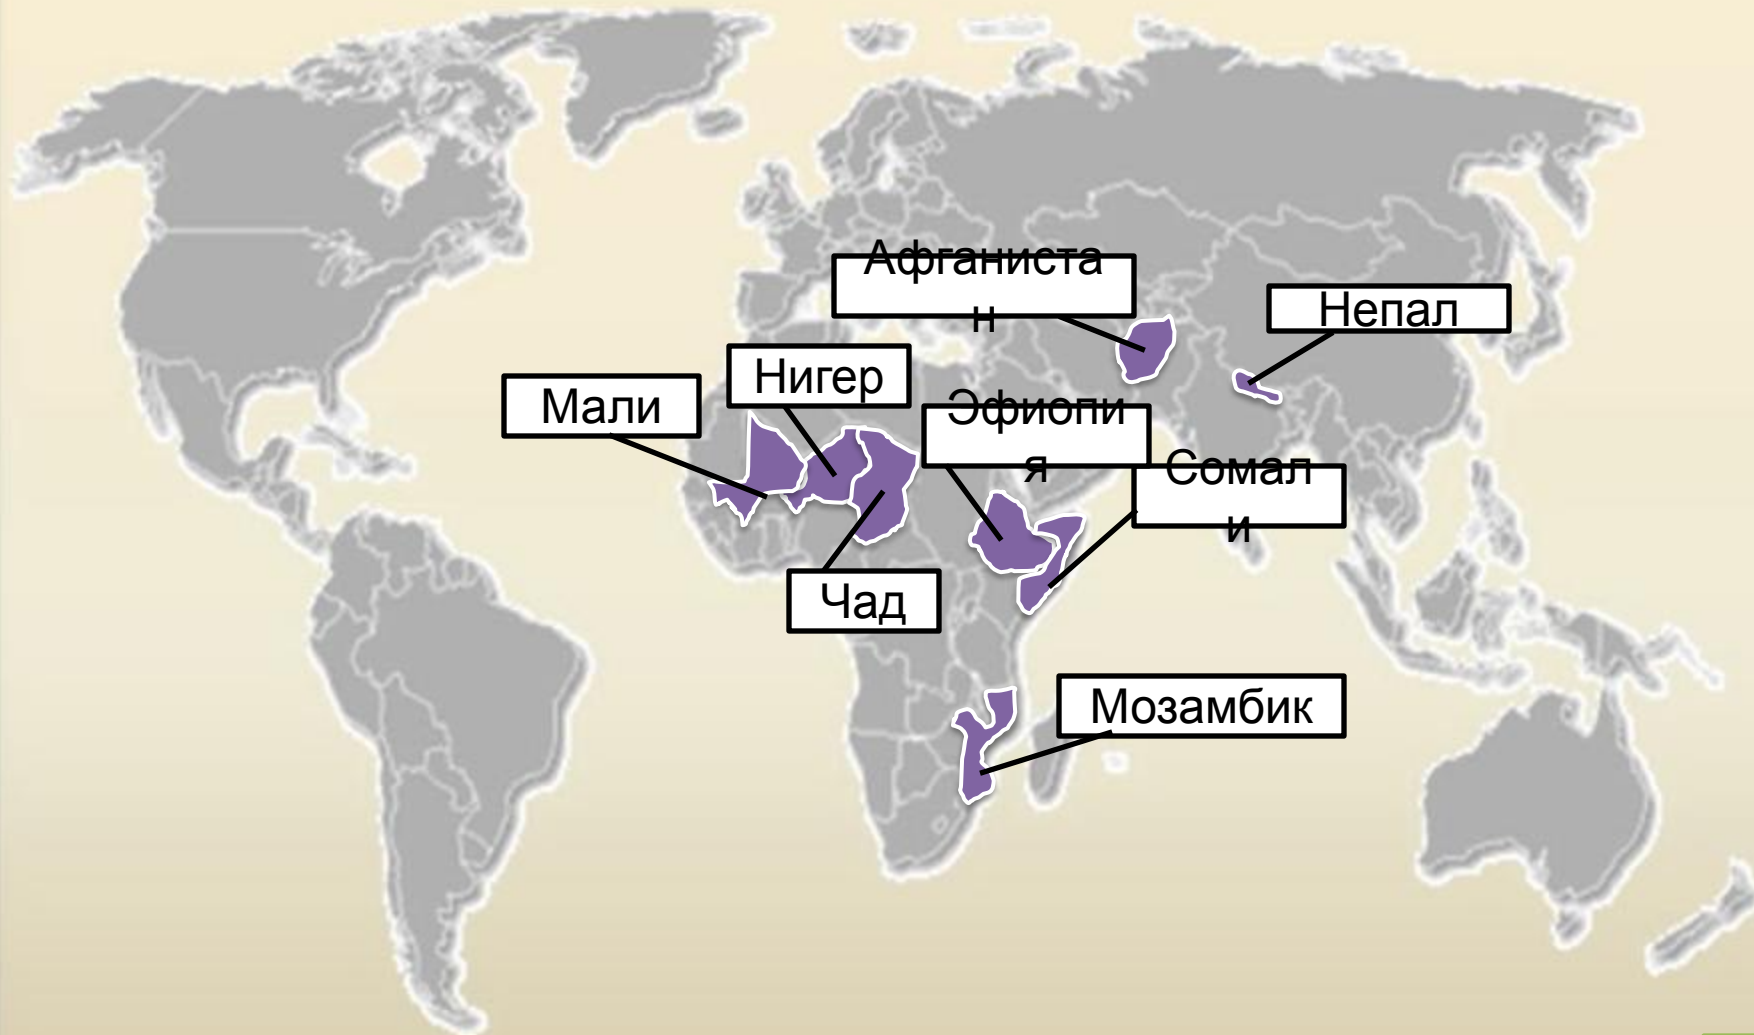 Афганиста
н
Непал
Нигер
Мали
Эфиопи
я
Сомал
и
Чад
Мозамбик